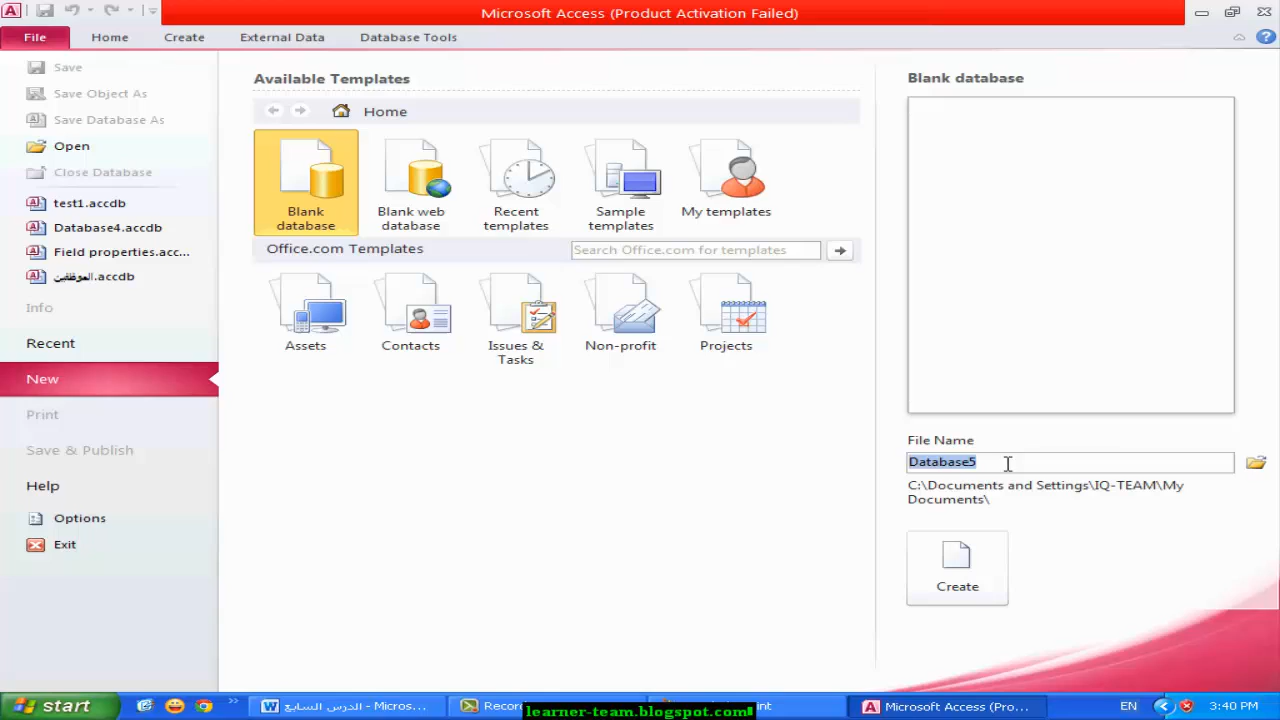 Microsoft Access (Product Activation Failed)
File
Home
Create
External Data
Database Tools
Save
Save Object As
Save Database As
Open
Close Database
test1.accdb
Database4.accdb
Field properties.acc...
الموظفين.accdb
Info
Recent
New
Print
Save & Publish
Help
Options
Exit
Available Templates
Home
Blank
database
Blank web
database
Recent
templates
Sample
templates
My templates
Office.com Templates
Search Office.com for templates
Assets
Contacts
Issues &
Tasks
Non-profit
Projects
Blank database
File Name
Database5
C:\Documents and Settings\IQ-TEAM\My
Documents\
Create
start
الدرس السابع - Micros...
Microsoft Access (Pro...
EN
3:40 PM
learner-team.blogspot.com